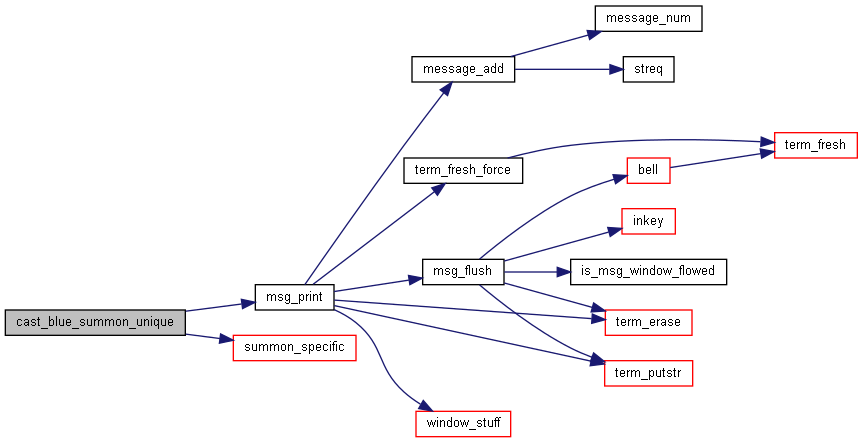 message_num
message_add
streq
term_fresh
term_fresh_force
bell
inkey
msg_flush
is_msg_window_flowed
msg_print
cast_blue_summon_unique
term_erase
summon_specific
term_putstr
window_stuff